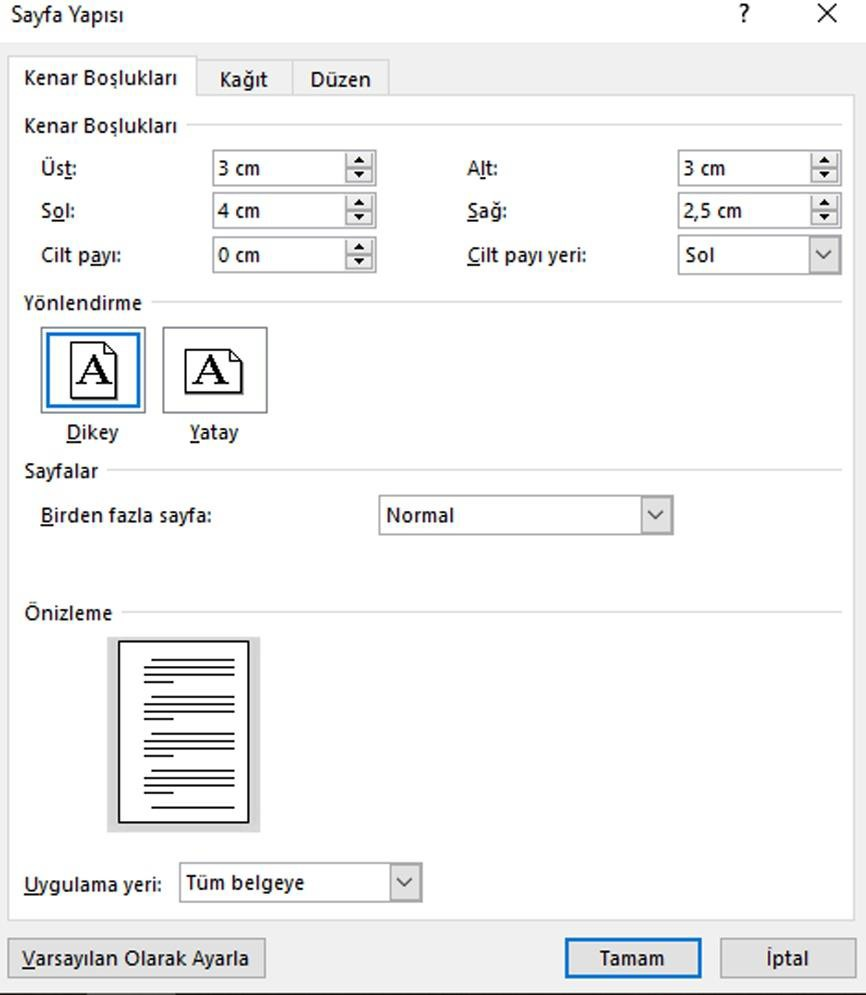 Sayfa Yapısı ?
Kenar Boşlukları Kağıt Düzen
Kenar Boşlukları
Üst: 3 cm Alt: 3 cm
Sol: 4 cm Sağ: 2,5 cm
Cilt payı: 0 cm Cilt payı yeri: Sol
Yönlendirme
A A
Dikey Yatay
Sayfalar
Birden fazla sayfa: Normal
Önizleme
Uygulama yeri: Tüm belgeye
Varsayılan Olarak Ayarla Tamam İptal